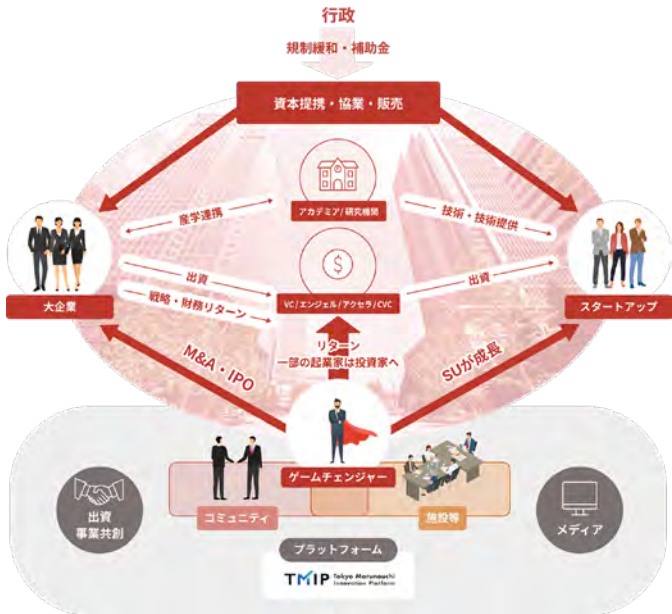 行政
規制緩和・補助金
資本提携・協業・販売
アカデミア/研究機関
産学連携
技術・技術提供
出資
戦略・財務リターン
VC/エンジェル/アクセラ/CVC
出資
大企業
スタートアップ
リターン
一部の起業家は投資家へ
M&A・IPO
SUが成長
ゲームチェンジャー
コミュニティ
施設等
出資
事業共創
メディア
プラットフォーム
TMIP Tokyo Marunouchi
Innovation Platform